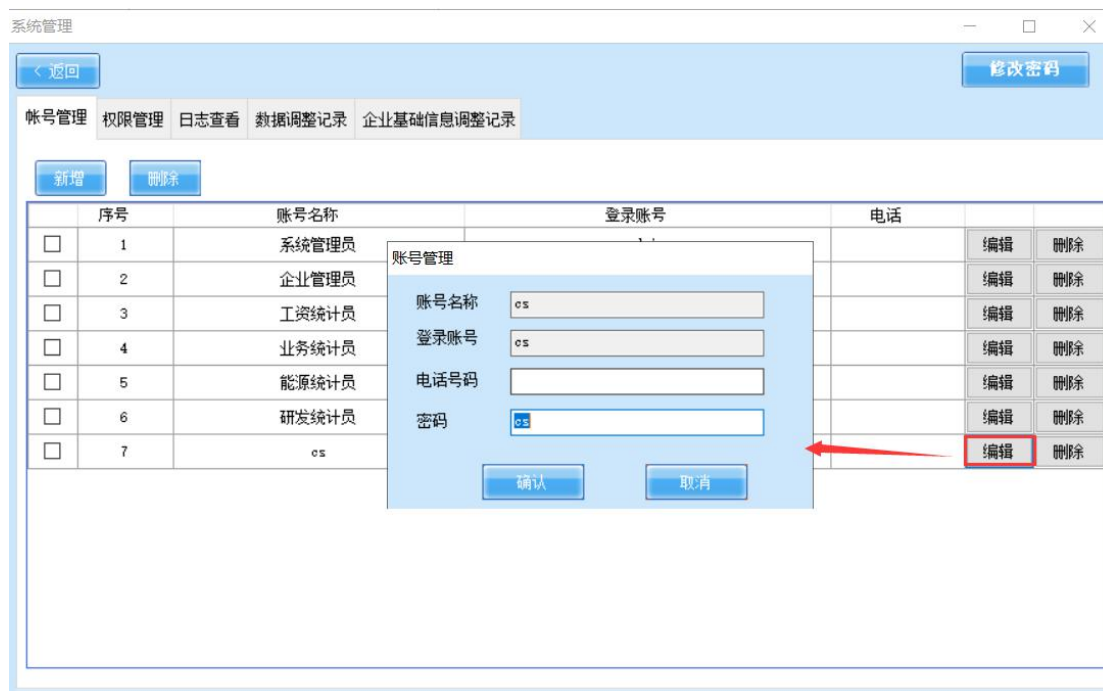 系统管理
< 返回
修改密码
帐号管理 权限管理 日志查看 数据调整记录 企业基础信息调整记录
新增 删除
序号 账号名称 登录账号 电话
1 系统管理员 编辑 删除
2 企业管理员 编辑 删除
3 工资统计员 编辑 删除
4 业务统计员 编辑 删除
5 能源统计员 编辑 删除
6 研发统计员 编辑 删除
7 cs 编辑 删除
账号管理
账号名称 cs
登录账号 cs
电话号码
密码 cs
确认 取消